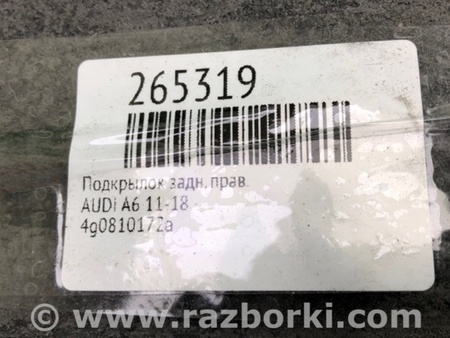 265319
Подкрылок задн. прав.
AUDI A6 11-18
4g0810172a
www.razborki.com